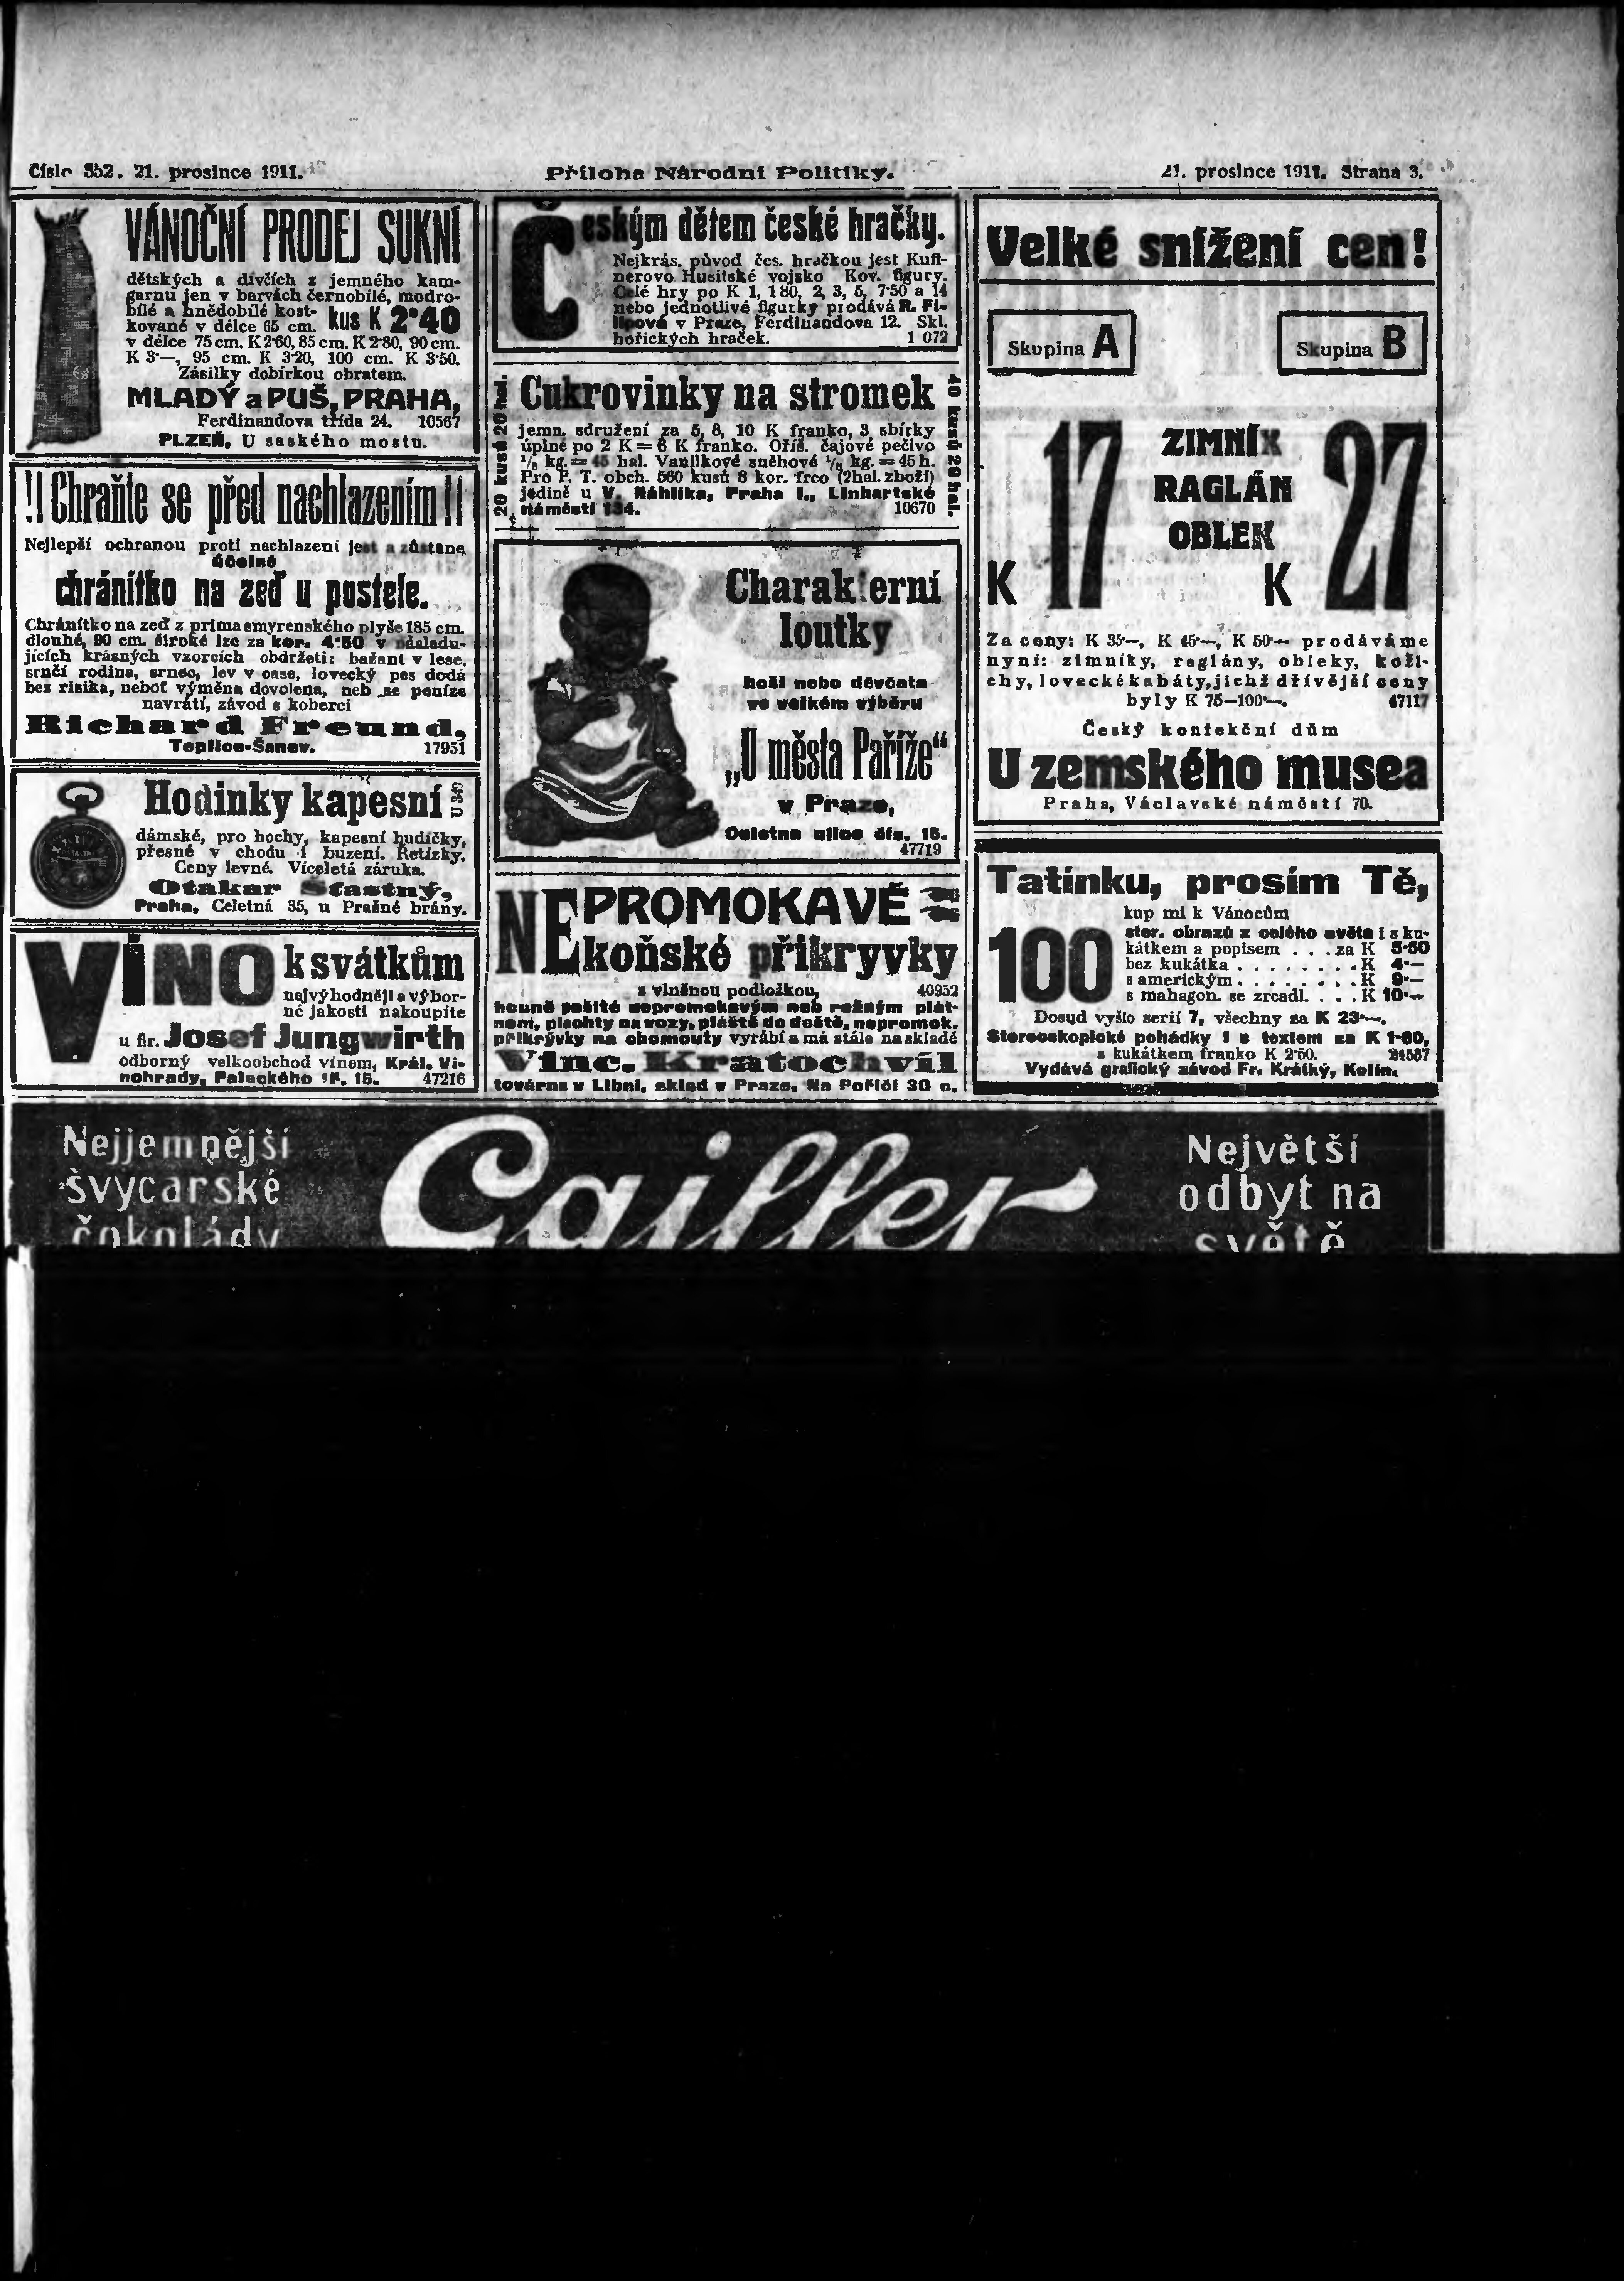 Číslo 352. 21. prosince 1911.
Příloha Národní Politiky.
21. prosince 1911. Strana 3.
VÁNOČNÍ PRODEJ SUKNÍ
dětských a dívčích z jemného kam-
garnu jen v barvách černobílé, modro-
bílé a hnědobílé kost-
kované v délce 65 cm. kus K 2·40
v délce 75 cm. K 2·60, 85 cm. K 2·80, 90 cm.
K 3·—, 95 cm. K 3·20, 100 cm. K 3·50.
Zásilky dobírkou obratem.
MLADÝ a PUŠ, PRAHA,
Ferdinandova třída 24. 10567
PLZEŇ, U saského mostu.
!! Chraňte se před nachlazením !!
Nejlepší ochranou proti nachlazení jest a zůstane
účelné
chránítko na zeď u postele.
Chránítko na zeď z prima smyrenského plyše 185 cm.
dlouhé, 90 cm. široké lze za kor. 4·50 v násled-
jících krásných vzorcích obdržeti: bažant v lese,
srnčí rodina, srnec, lev v oase, lovecký pes dodá
bez risika, neboť výměna dovolena, neb se peníze
navrátí, závod s koberci
Richard Freund,
Teplice-Šanov. 17951
Hodinky kapesní
U 349
dámské, pro hochy, kapesní budíčky,
přesné v chodu i buzení. Řetízky.
Ceny levné. Víceletá záruka.
Otakar Šťastný,
Praha, Celetná 35, u Prašné brány.
VÍNO k svátkům
nejvýhodněji a výbor-
né jakosti nakoupíte
u fir. Josef Jungwirth
odborný velkoobchod vínem, Král. Vi-
nohrady, Palackého tř. 15. 47216
Českým dětem české hračky.
Nejkrás. původ čes. hračkou jest Kuff-
nerovo Husitské vojsko Kov. figury.
Celé hry po K 1, 1 80, 2, 3, 5, 7·50 a 14
nebo jednotlivé figurky prodává R. Fi-
lipová v Praze, Ferdinandova 12. Skl.
hořických hraček. 1 072
20 kusů 20 hal.
Cukrovinky na stromek
40 kusů 20 hal.
jemn. sdružení za 5, 8, 10 K franko, 3 sbírky
úplné po 2 K = 6 K franko. Oříš. čajové pečivo
1/8 kg. = 45 hal. Vanilkové sněhové 1/8 kg. = 45 h.
Pro P. T. obch. 560 kusů 8 kor. frco (2hal. zboží)
jedině u V. Náhlíka, Praha I., Linhartské
náměstí 134. 10670
Charakterní
loutky
hoši nebo děvčata
ve velkém výběru
„U města Paříže“
v Praze,
Celetna ulice čís. 15.
47719
NEPROMOKAVÉ
koňské přikryvky
s vlněnou podložkou, 40952
houně pošité nepromokavým neb režným plát-
nem, plachty na vozy, pláště do deště, nepromok.
přikrývky na chomouty vyrábí a má stále na skladě
Vinc. Kratochvíl
továrna v Libni, sklad v Praze, Na Poříčí 30 n.
Velké snížení cen!
Skupina A
Skupina B
K 17
ZIMNÍK
RAGLÁN
OBLEK
K 27
Za ceny: K 35·—, K 45·—, K 50·— prodáváme
nyní: zimníky, raglány, obleky, koži-
chy, lovecké kabáty, jichž dřívější ceny
byly K 75–100·—. 47117
Český konfekční dům
U zemského musea
Praha, Václavské náměstí 70.
Tatínku, prosím Tě,
kup mi k Vánocům
100 ster. obrazů z celého světa i s ku-
kátkem a popisem . . . za K 5·50
bez kukátka . . . . . . . . K 4·—
s americkým . . . . . . . K 9·—
s mahagon. se zrcadl. . . . K 10·—
Dosud vyšlo serií 7, všechny za K 23·—.
Stereoskopické pohádky i s textem za K 1·60,
s kukátkem franko K 2·50. 24537
Vydává grafický závod Fr. Krátký, Kolín.
Nejjemnější
švycarské
čokolády
Cailler
Největší
odbyt na
světě